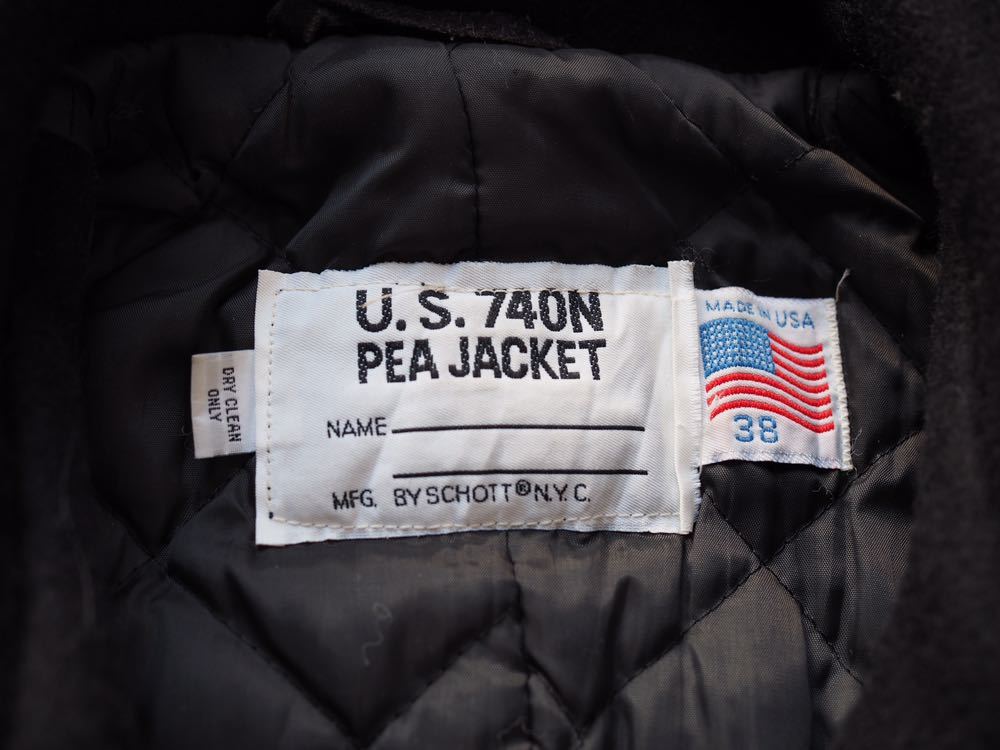 U.S. 740N
PEA JACKET
NAME
MFG. BY SCHOTT® N.Y.C.
DRY CLEAN
ONLY
MADE IN USA
38